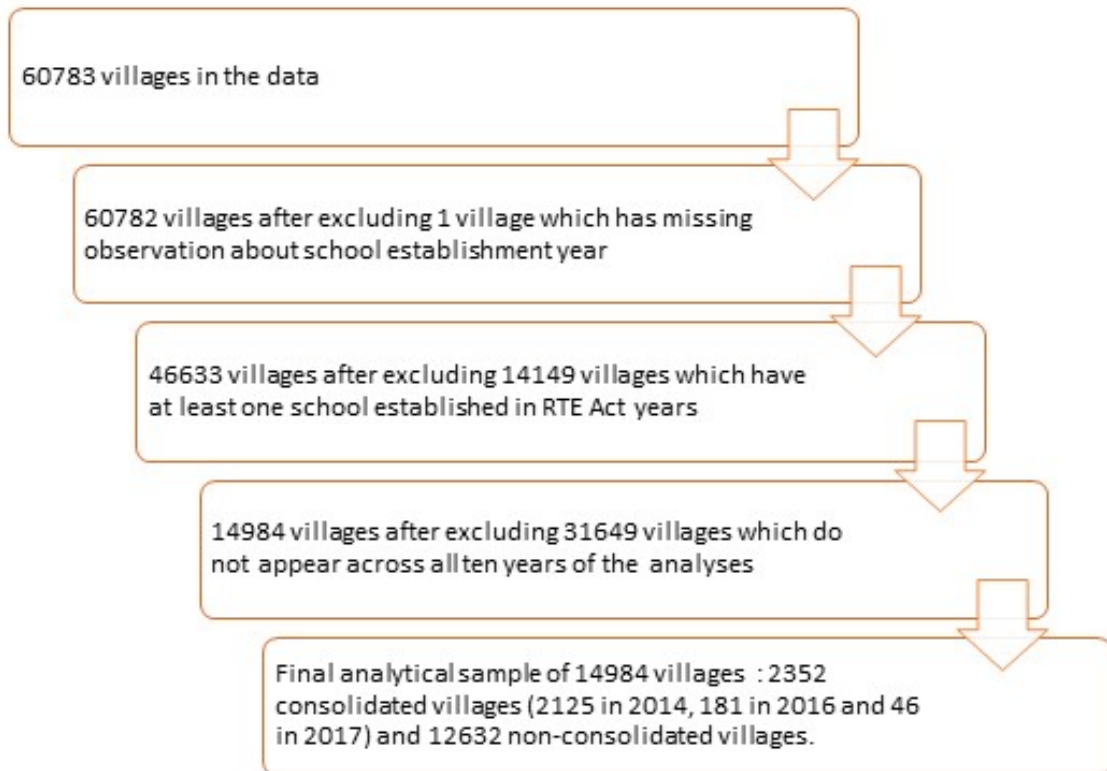 60783 villages in the data
60782 villages after excluding 1 village which has missing
observation about school establishment year
46633 villages after excluding 14149 villages which have
at least one school established in RTE Act years
14984 villages after excluding 31649 villages which do
not appear across all ten years of the analyses
Final analytical sample of 14984 villages : 2352
consolidated villages (2125 in 2014, 181 in 2016 and 46
in 2017) and 12632 non-consolidated villages.